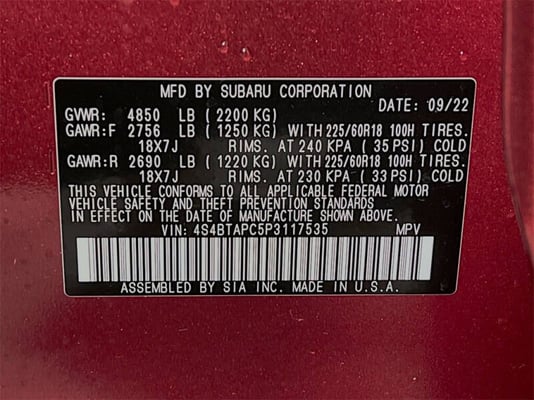 MFD BY SUBARU CORPORATION
DATE: 09/22
GVWR: 4850 LB ( 2200 KG)
GAWR:F 2756 LB ( 1250 KG) WITH 225/60R18 100H TIRES.
18X7J RIMS. AT 240 KPA ( 35 PSI) COLD
GAWR:R 2690 LB ( 1220 KG) WITH 225/60R18 100H TIRES.
18X7J RIMS. AT 230 KPA ( 33 PSI) COLD
THIS VEHICLE CONFORMS TO ALL APPLICABLE FEDERAL MOTOR
VEHICLE SAFETY AND THEFT PREVENTION STANDARDS
IN EFFECT ON THE DATE OF MANUFACTURE SHOWN ABOVE.
VIN: 4S4BTAPC5P3117535 MPV
ASSEMBLED BY SIA INC. MADE IN U.S.A.